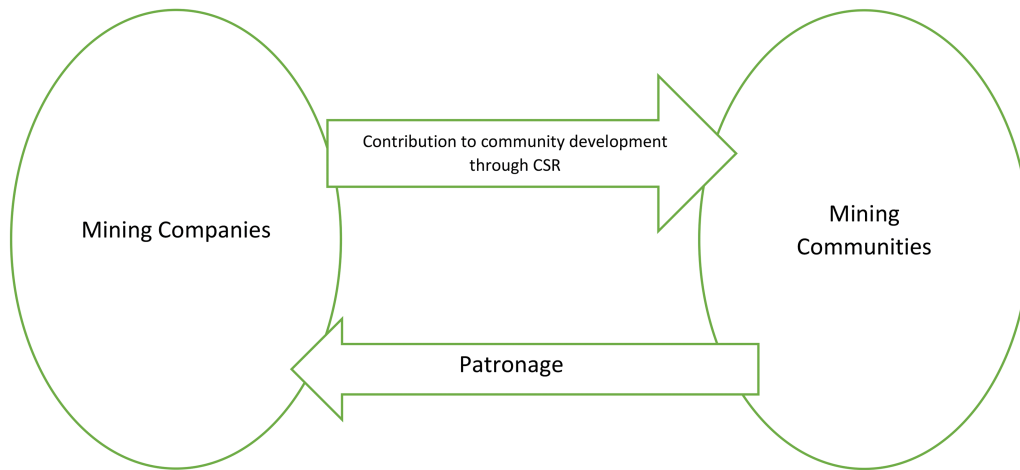 Contribution to community development
through CSR
Mining Companies
Mining
Communities
Patronage